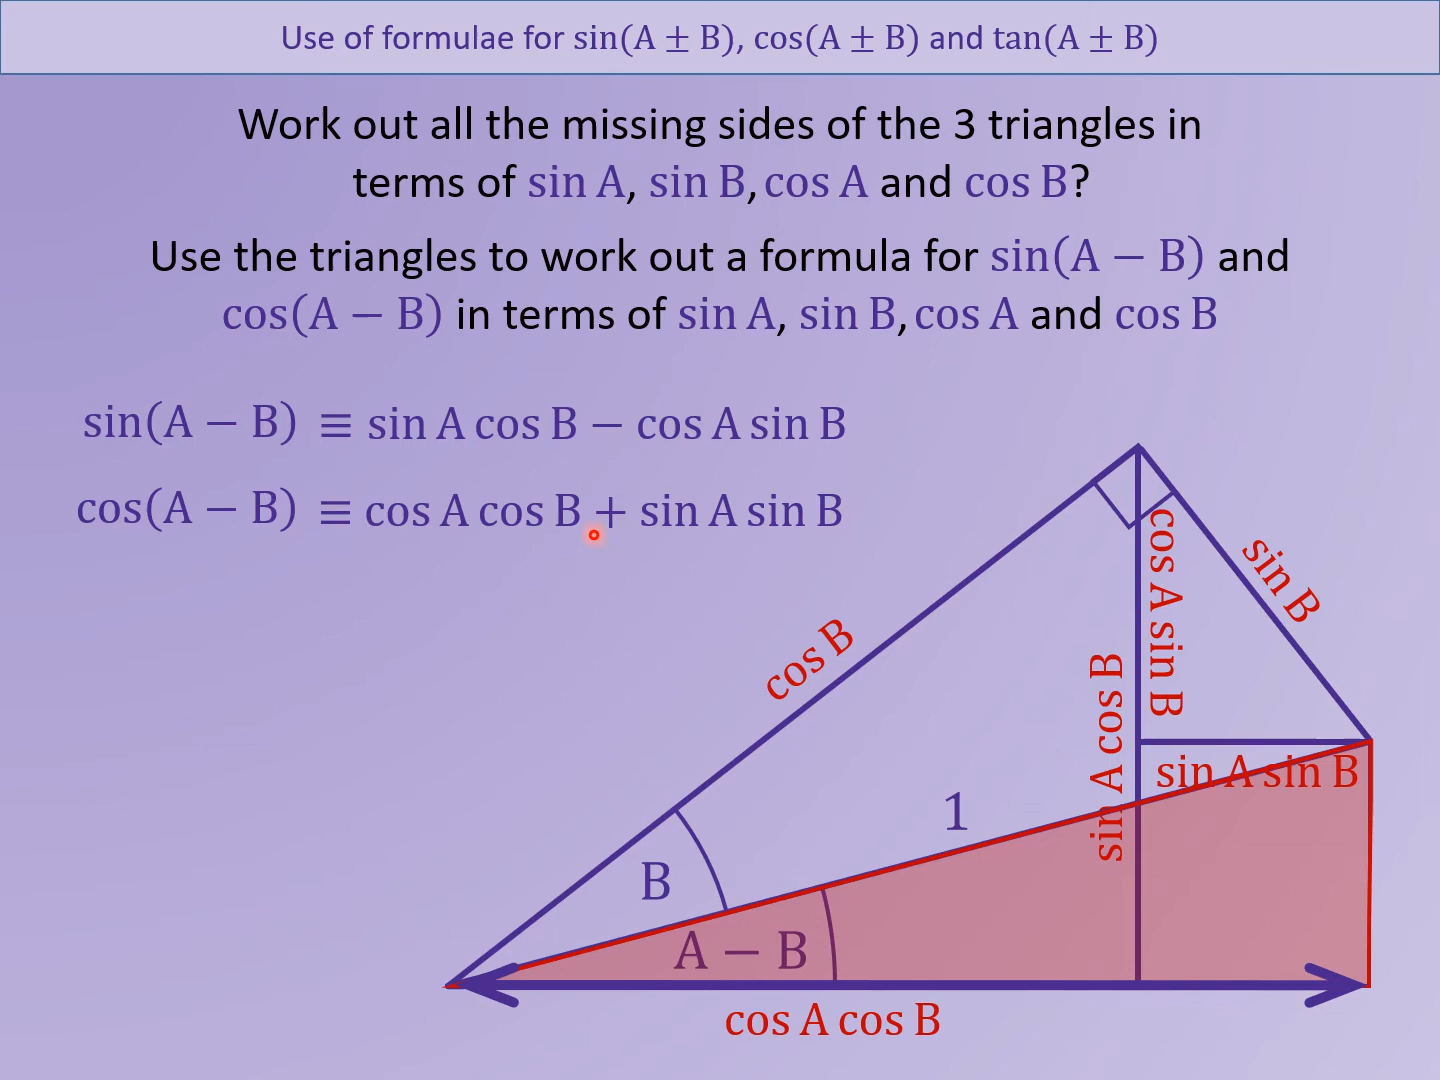 Use of formulae for sin(A ± B), cos(A ± B) and tan(A ± B)
Work out all the missing sides of the 3 triangles in
terms of sin A, sin B, cos A and cos B?
Use the triangles to work out a formula for sin(A − B) and
cos(A − B) in terms of sin A, sin B, cos A and cos B
sin(A − B) ≡ sin A cos B − cos A sin B
cos(A − B) ≡ cos A cos B + sin A sin B
cos A sin B
sin B
cos B
sin A cos B
sin A sin B
1
B
A − B
cos A cos B